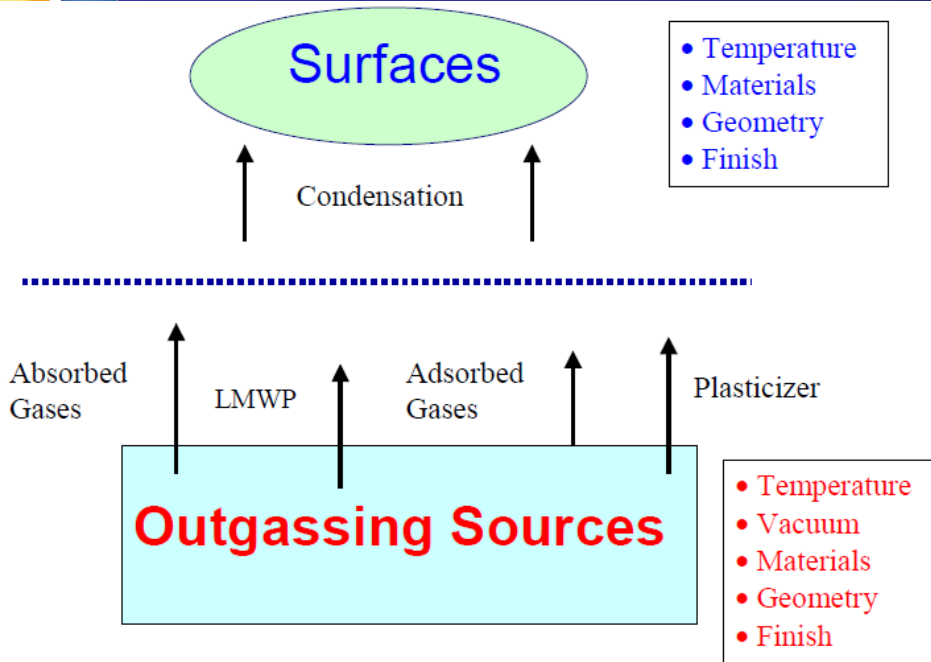 Surfaces
• Temperature
• Materials
• Geometry
• Finish
Condensation
Absorbed
Gases
LMWP
Adsorbed
Gases
Plasticizer
Outgassing Sources
• Temperature
• Vacuum
• Materials
• Geometry
• Finish